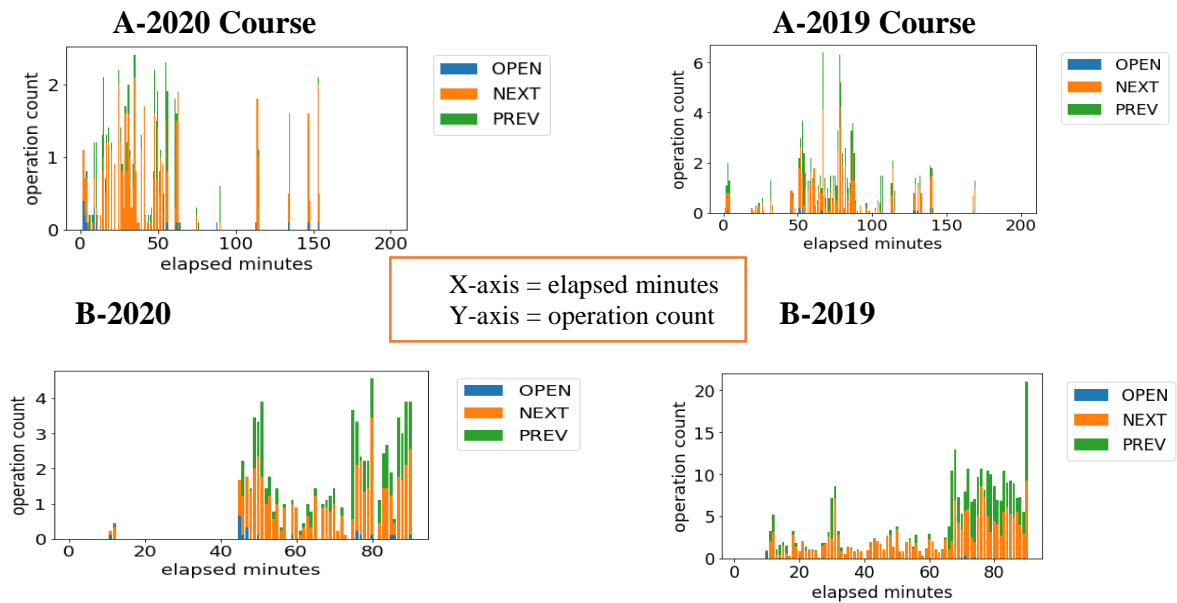 A-2020 Course
OPEN
NEXT
PREV
operation count
2
1
0
0 50 100 150 200
elapsed minutes
A-2019 Course
OPEN
NEXT
PREV
operation count
6
4
2
0
0 50 100 150 200
elapsed minutes
X-axis = elapsed minutes
Y-axis = operation count
B-2020
OPEN
NEXT
PREV
operation count
4
3
2
1
0
0 20 40 60 80
elapsed minutes
B-2019
OPEN
NEXT
PREV
operation count
20
15
10
5
0
0 20 40 60 80
elapsed minutes